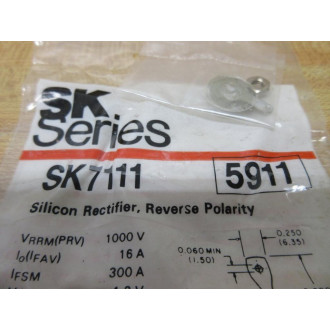 SK
Series
SK7111 5911
Silicon Rectifier, Reverse Polarity
VRRM(PRV) 1000 V
Io(IFAV) 16 A
IFSM 300 A
0.250
(6.35)
0.060 MIN
(1.50)